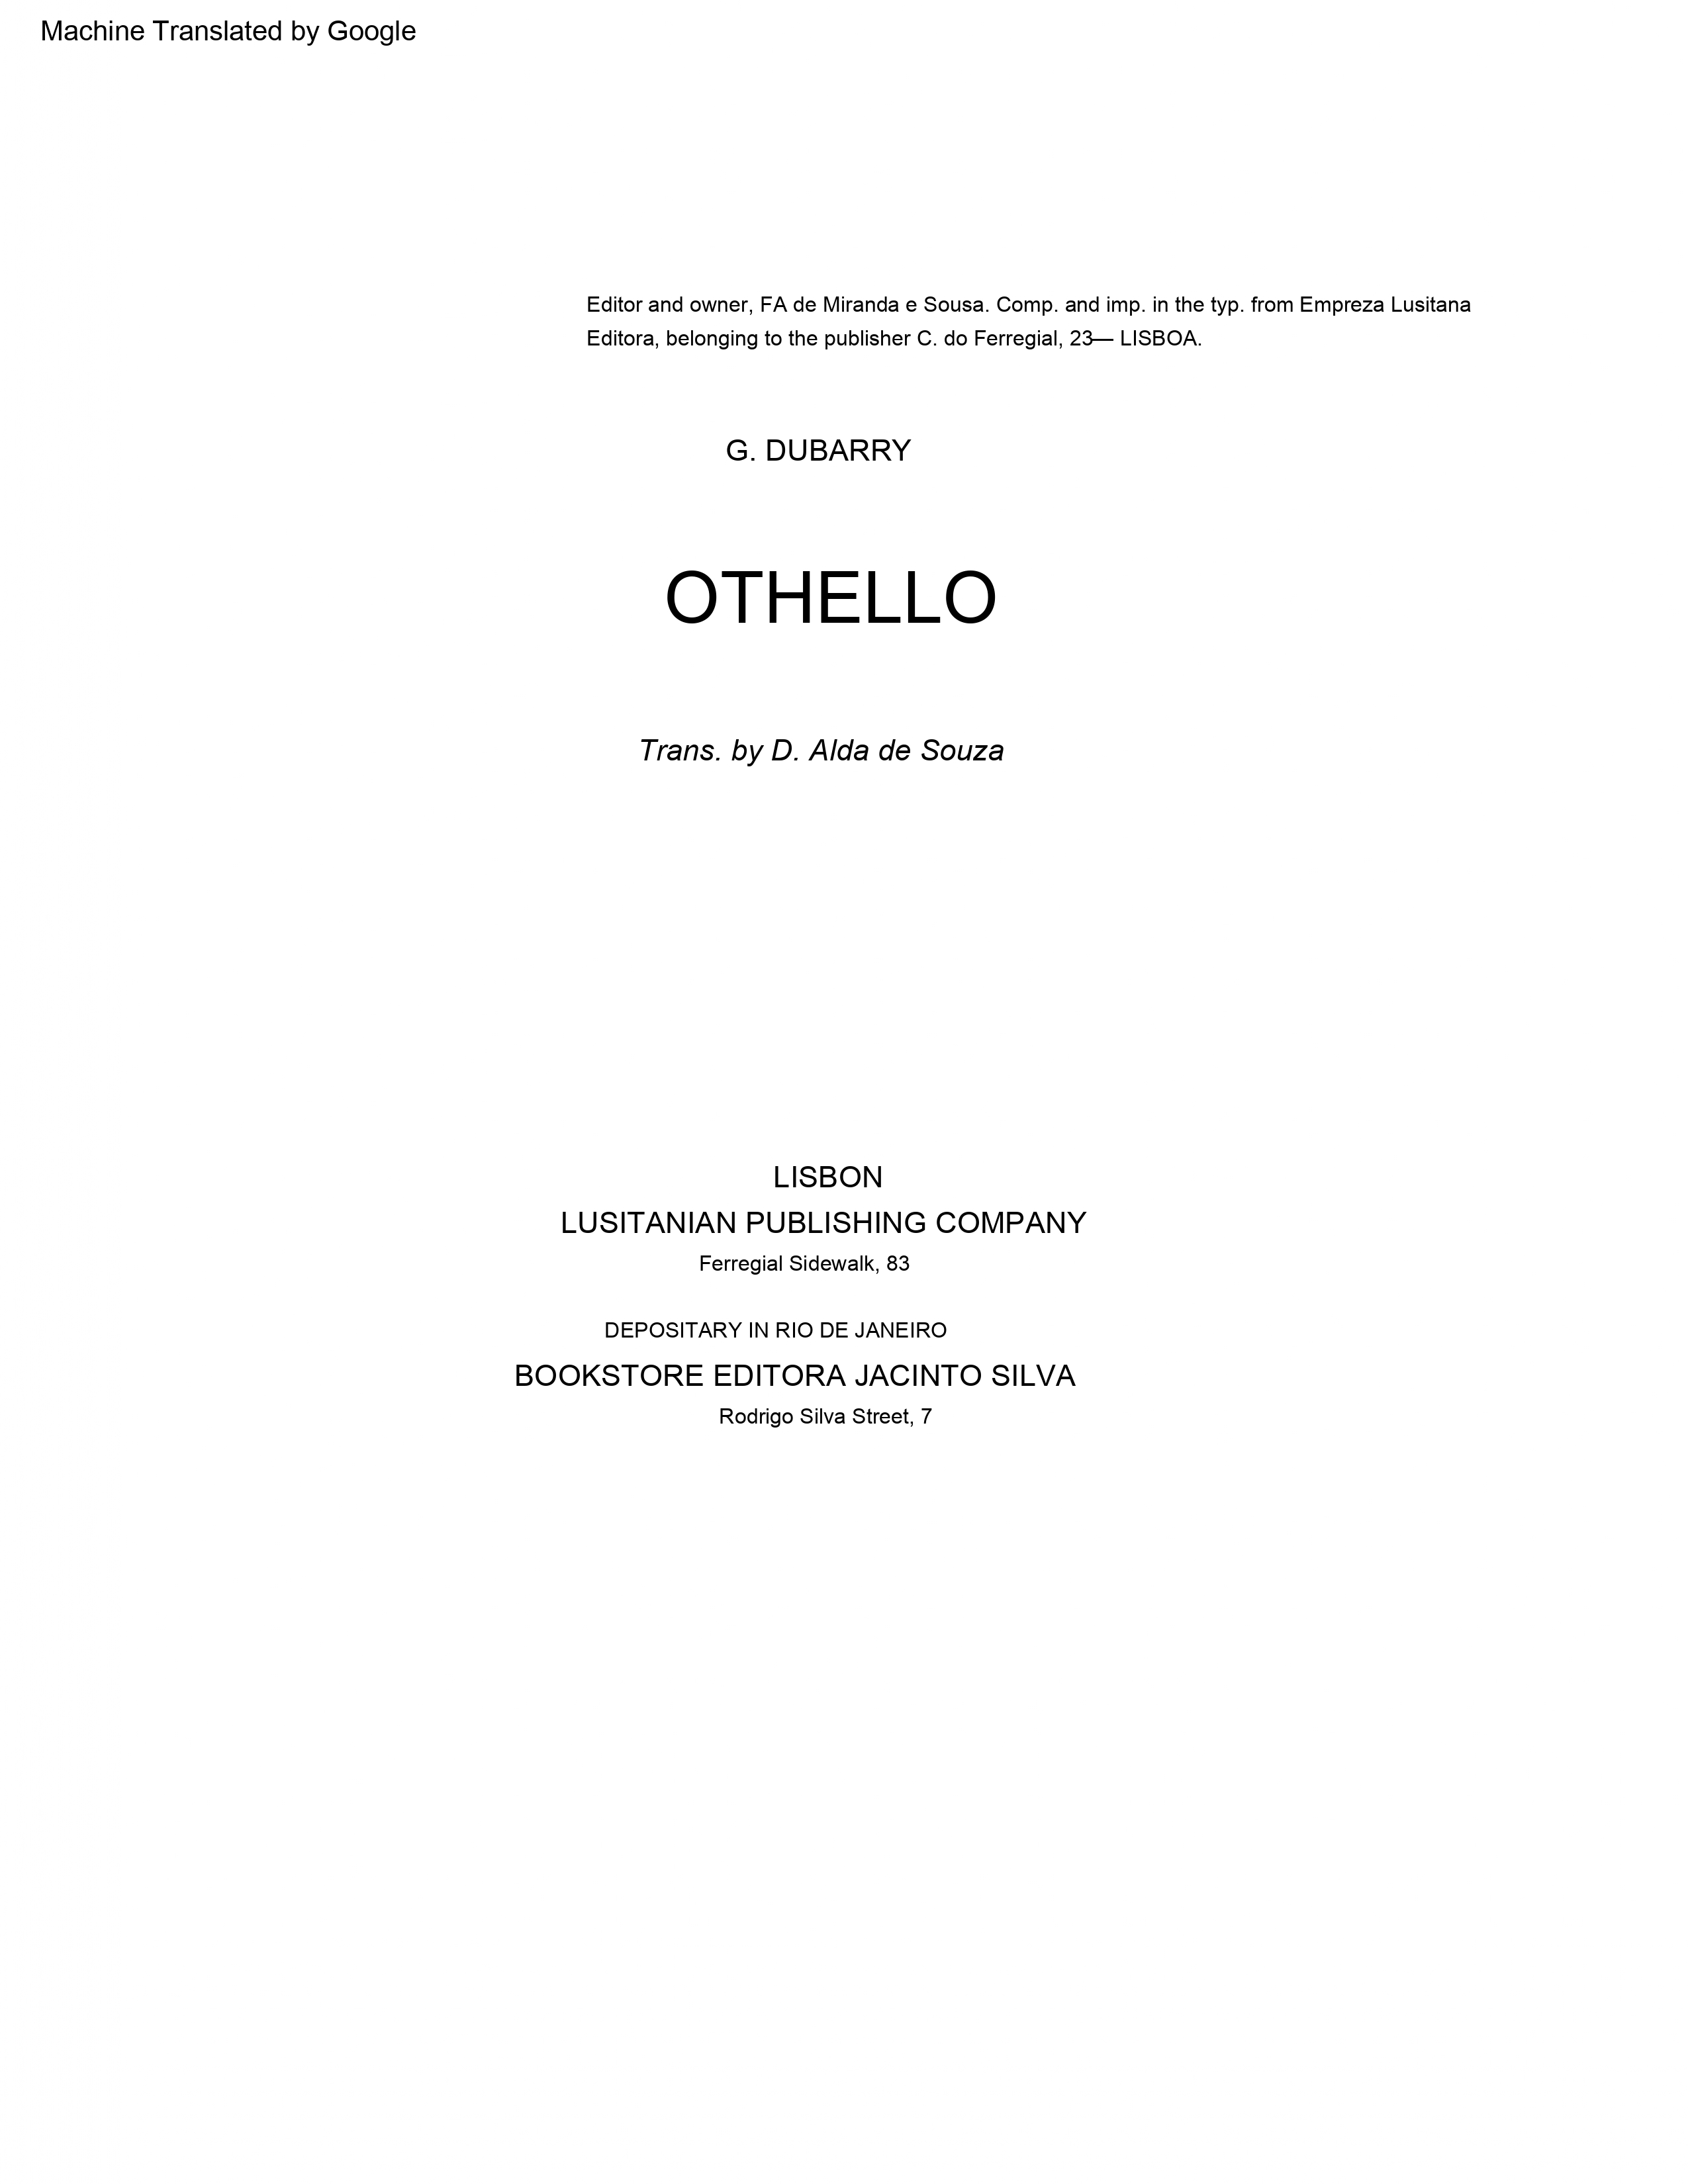 Machine Translated by Google
Editor and owner, FA de Miranda e Sousa. Comp. and imp. in the typ. from Empreza Lusitana
Editora, belonging to the publisher C. do Ferregial, 23— LISBOA.
G. DUBARRY
OTHELLO
Trans. by D. Alda de Souza
LISBON
LUSITANIAN PUBLISHING COMPANY
Ferregial Sidewalk, 83
DEPOSITARY IN RIO DE JANEIRO
BOOKSTORE EDITORA JACINTO SILVA
Rodrigo Silva Street, 7